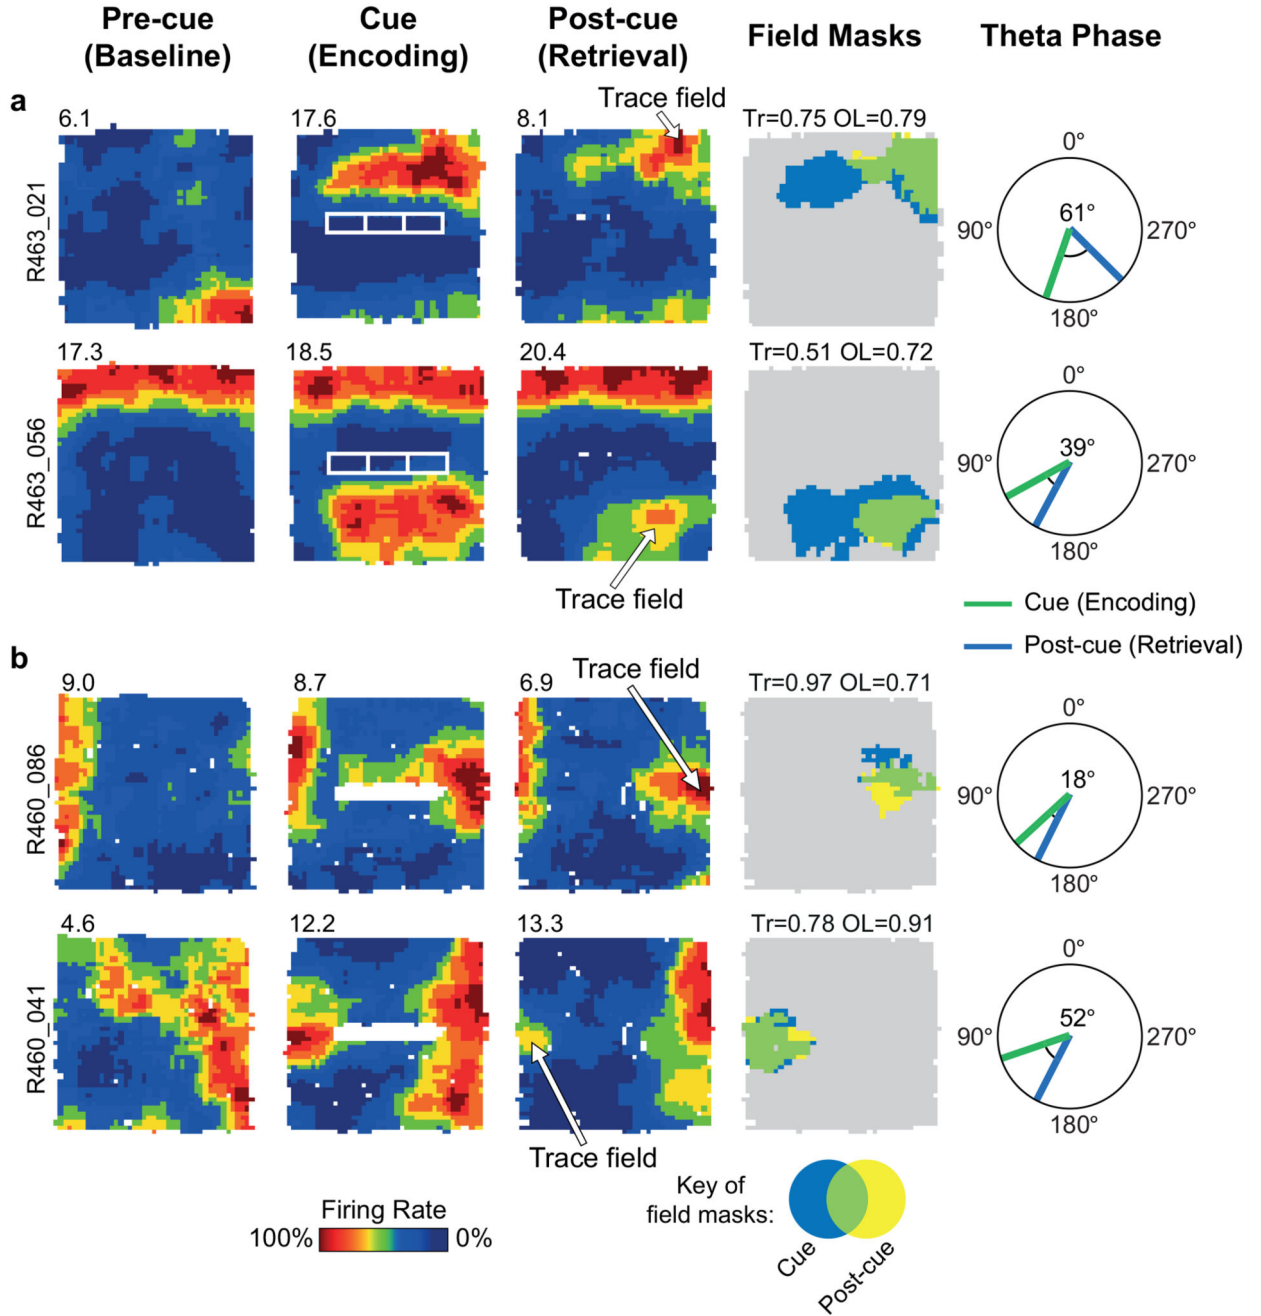 Pre-cue (Baseline)
Cue (Encoding)
Post-cue (Retrieval)
Field Masks
Theta Phase
a
Trace field
R463_021
6.1
17.6
8.1
Tr=0.75 OL=0.79
0°
90°
61°
270°
180°
R463_056
17.3
18.5
20.4
Tr=0.51 OL=0.72
0°
90°
39°
270°
180°
Trace field
Cue (Encoding)
Post-cue (Retrieval)
b
Trace field
R460_086
9.0
8.7
6.9
Tr=0.97 OL=0.71
0°
90°
18°
270°
180°
R460_041
4.6
12.2
13.3
Tr=0.78 OL=0.91
0°
90°
52°
270°
180°
Trace field
Firing Rate
100%
0%
Key of
field masks:
Cue
Post-cue